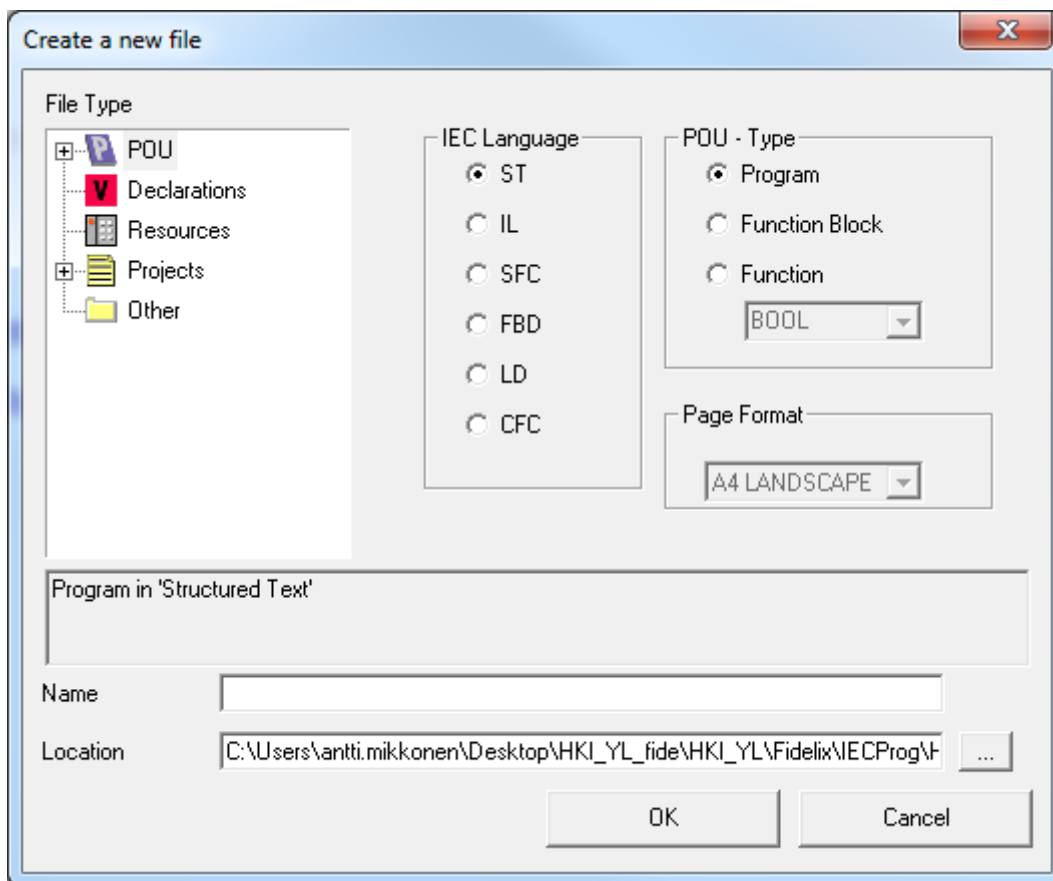 Create a new file
File Type
POU
Declarations
Resources
Projects
Other
IEC Language
ST
IL
SFC
FBD
LD
CFC
POU - Type
Program
Function Block
Function
BOOL
Page Format
A4 LANDSCAPE
Program in 'Structured Text'
Name
Location
C:\Users\antti.mikkonen\Desktop\HKI_YL_fide\HKI_YL\Fidelix\IECProg\H
...
OK
Cancel